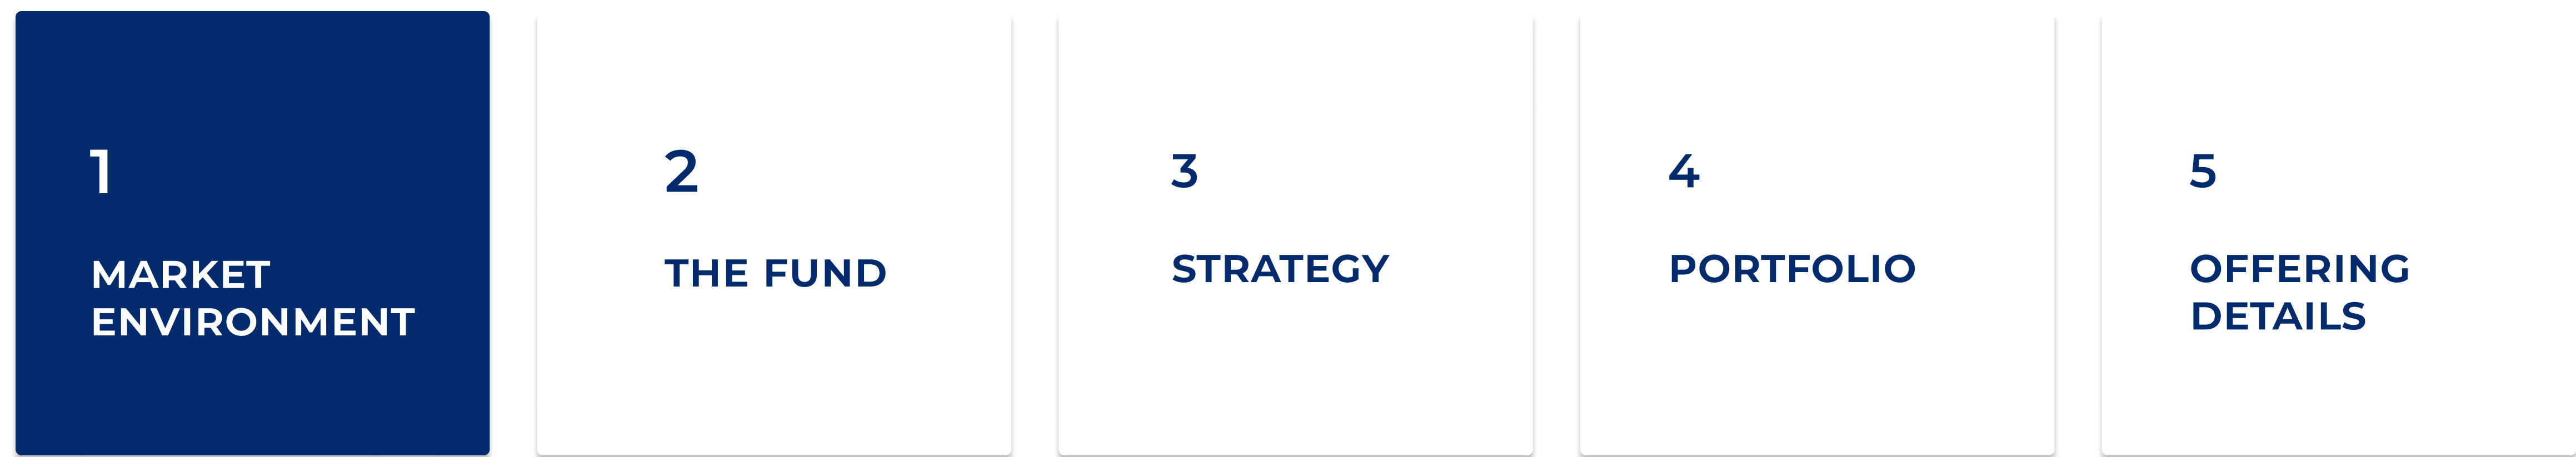 1
MARKET
ENVIRONMENT
2
THE FUND
3
STRATEGY
4
PORTFOLIO
5
OFFERING
DETAILS